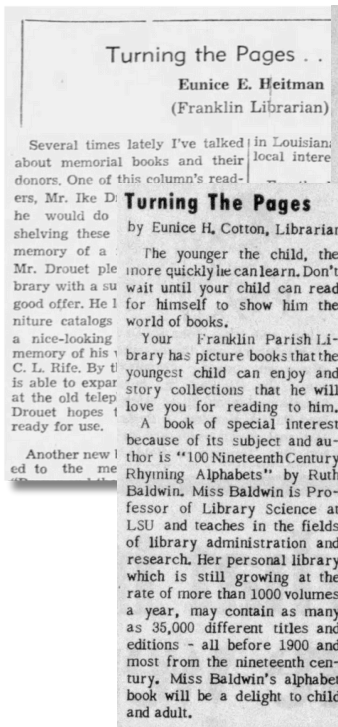 Turning the Pages . .
Eunice E. Heitman
(Franklin Librarian)
Several times lately I've talked
about memorial books and their
donors. One of this column's read-
ers, Mr. Ike
he would do
shelving these
memory of a
Mr. Drouet
brary with a
good offer. He
niture catalogs
a nice-looking
memory of his
C. L. Rife. By
is able to
at the old
Drouet hopes
ready for use.
Another new
ed to the
in
local
Turning The Pages
by Eunice H. Cotton, Librarian
The younger the child, the
more quickly he can learn. Don't
wait until your child can read
for himself to show him the
world of books.
Your Franklin Parish Li-
brary has picture books that the
youngest child can enjoy and
story collections that he will
love you for reading to him.
A book of special interest
because of its subject and au-
thor is "100 Nineteenth Century
Rhyming Alphabets" by Ruth
Baldwin. Miss Baldwin is Pro-
fessor of Library Science at
LSU and teaches in the fields
of library administration and
research. Her personal library
which is still growing at the
rate of more than 1000 volumes
a year, may contain as many
as 35,000 different titles and
editions - all before 1900 and
most from the nineteenth cen-
tury. Miss Baldwin's alphabet
book will be a delight to child
and adult.